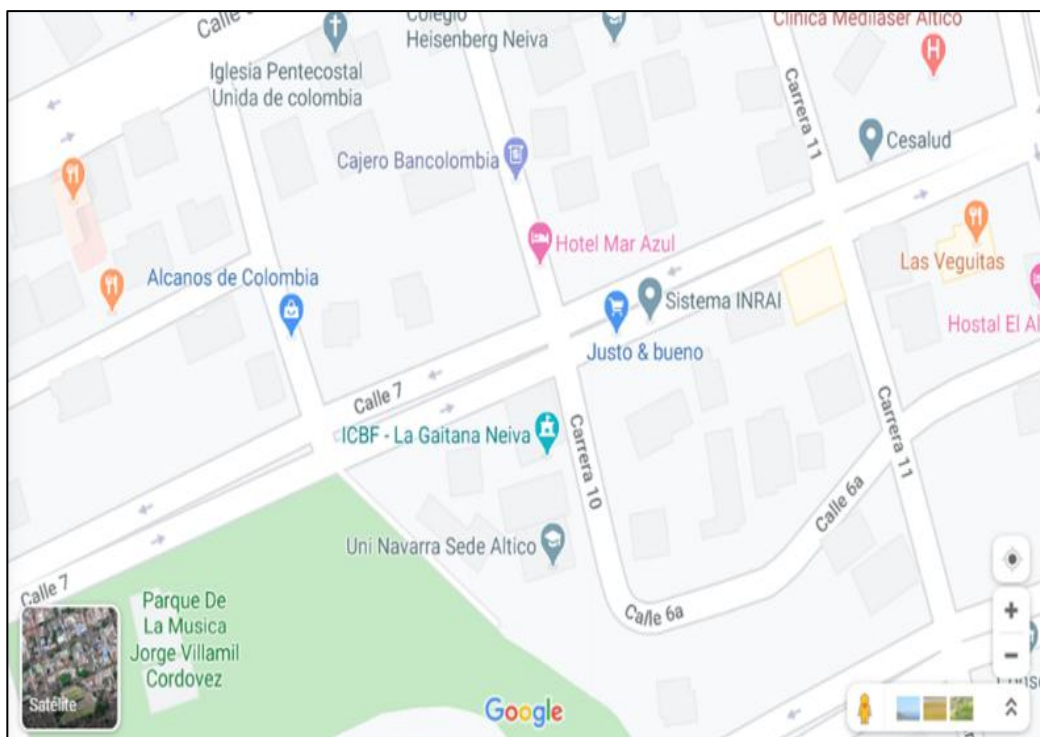 Calle
Colegio
Heisenberg Neiva
Clínica Medilaser Altico
Iglesia Pentecostal
Unida de colombia
Carrera 11
Cesalud
Cajero Bancolombia
Hotel Mar Azul
Las Veguitas
Alcanos de Colombia
Sistema INRAI
Hostal El Al
Justo & bueno
Calle 7
ICBF - La Gaitana Neiva
Carrera 10
Carrera 11
Calle 6a
Uni Navarra Sede Altico
Calle 7
Calle 6a
Parque De
La Musica
Jorge Villamil
Cordovez
Satélite
Google